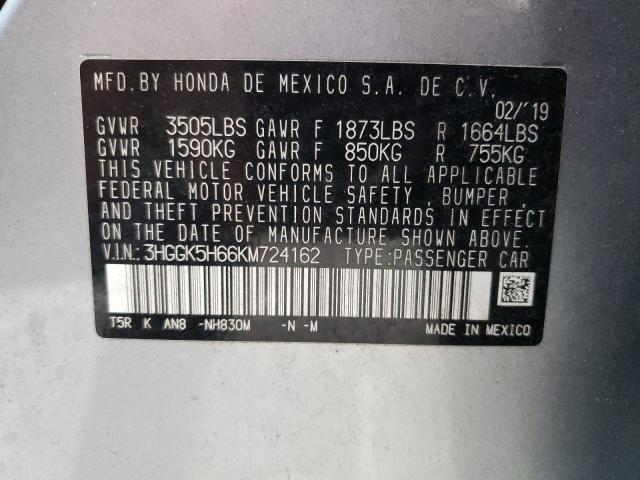 MFD. BY HONDA DE MEXICO S.A. DE C.V.
02/'19
GVWR 3505LBS GAWR F 1873LBS R 1664LBS
GVWR 1590KG GAWR F 850KG R 755KG
THIS VEHICLE CONFORMS TO ALL APPLICABLE
FEDERAL MOTOR VEHICLE SAFETY , BUMPER ,
AND THEFT PREVENTION STANDARDS IN EFFECT
ON THE DATE OF MANUFACTURE SHOWN ABOVE.
V.I.N.:3HGGK5H66KM724162 TYPE:PASSENGER CAR
T5R K AN8 -NH830M -N -M MADE IN MEXICO